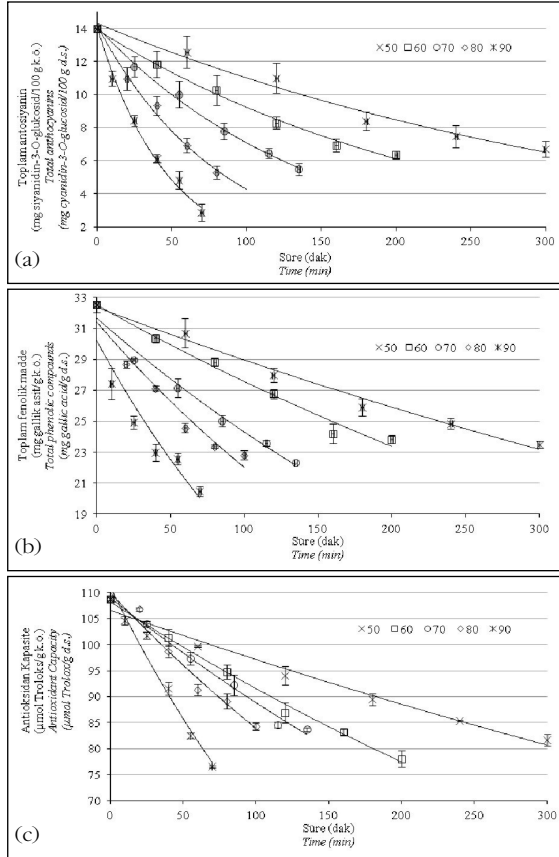 Toplam antosiyanin
(mg siyanidin-3-O-glukosid/100 g k.ö.)
Total anthocyanins
(mg cyanidin-3-O-glucosid/100 g d.s.)
16
14
12
10
8
6
4
2
× 50 □ 60 ○ 70 ◇ 80 ✱ 90
0 50 100 150 200 250 300
Süre (dak)
Time (min)
(a)
Toplam fenolik madde
(mg gallik asit/g k.ö.)
Total phenolic compounds
(mg gallic acid/g d.s.)
33
31
29
27
25
23
21
19
× 50 □ 60 ○ 70 ◇ 80 ✱ 90
0 50 100 150 200 250 300
Süre (dak)
Time (min)
(b)
Antioksidan Kapasite
(µmol Troloks/g k.ö.)
Antioxidant Capacity
(µmol Trolox/g d.s.)
110
105
100
95
90
85
80
75
70
× 50 □ 60 ○ 70 ◇ 80 ✱ 90
0 50 100 150 200 250 300
Süre (dak)
Time (min)
(c)